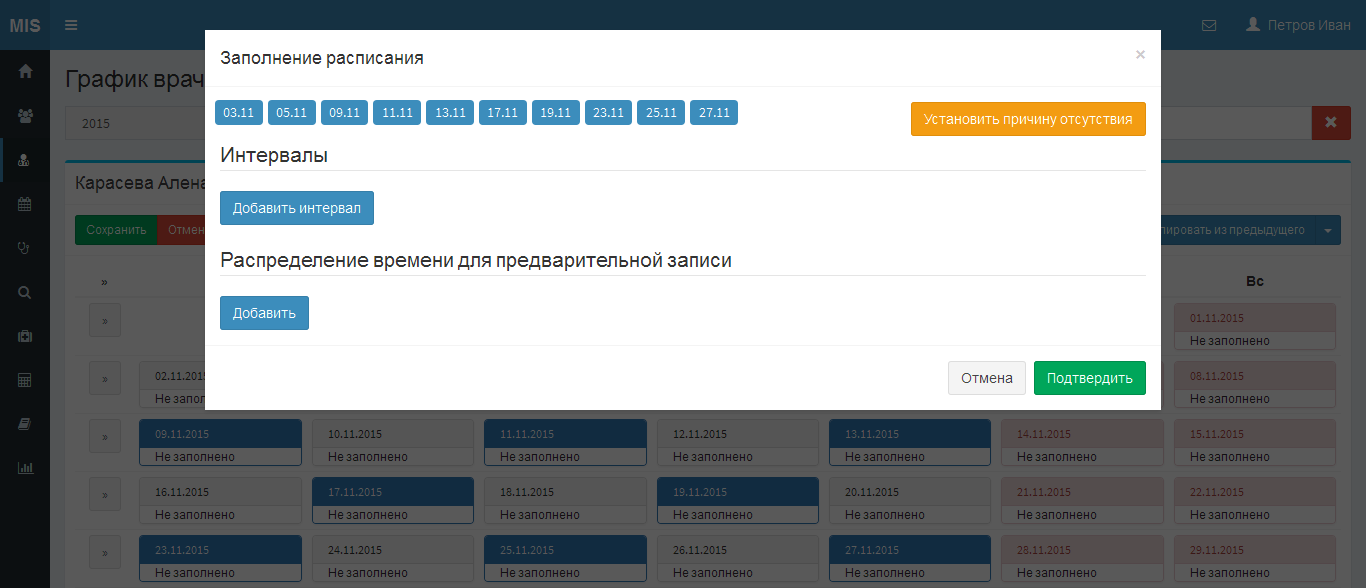 MIS
Петров Иван
Заполнение расписания
×
График врач
03.11 05.11 09.11 11.11 13.11 17.11 19.11 23.11 25.11 27.11
Установить причину отсутствия
2015
Интервалы
Карасева Алена
Добавить интервал
Сохранить Отмен
пировать из предыдущего
Распределение времени для предварительной записи
» Вс
Добавить
» 01.11.2015
Не заполнено
Отмена Подтвердить
» 02.11.201 08.11.2015
Не запол Не заполнено
» 09.11.2015 10.11.2015 11.11.2015 12.11.2015 13.11.2015 14.11.2015 15.11.2015
Не заполнено Не заполнено Не заполнено Не заполнено Не заполнено Не заполнено Не заполнено
» 16.11.2015 17.11.2015 18.11.2015 19.11.2015 20.11.2015 21.11.2015 22.11.2015
Не заполнено Не заполнено Не заполнено Не заполнено Не заполнено Не заполнено Не заполнено
» 23.11.2015 24.11.2015 25.11.2015 26.11.2015 27.11.2015 28.11.2015 29.11.2015
Не заполнено Не заполнено Не заполнено Не заполнено Не заполнено Не заполнено Не заполнено